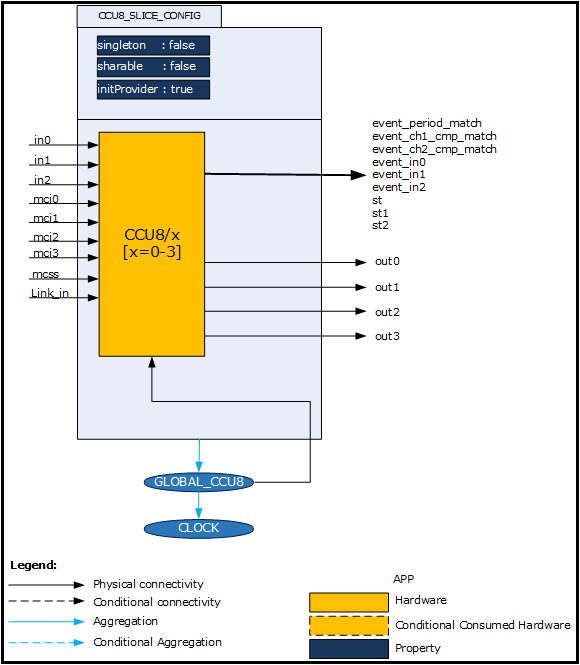 CCU8_SLICE_CONFIG
singleton : false
sharable : false
initProvider : true
in0
in1
in2
mci0
mci1
mci2
mci3
mcss
Link_in
CCU8/x
[x=0-3]
event_period_match
event_ch1_cmp_match
event_ch2_cmp_match
event_in0
event_in1
event_in2
st
st1
st2
out0
out1
out2
out3
GLOBAL_CCU8
CLOCK
Legend:
Physical connectivity
Conditional connectivity
Aggregation
Conditional Aggregation
APP
Hardware
Conditional Consumed Hardware
Property